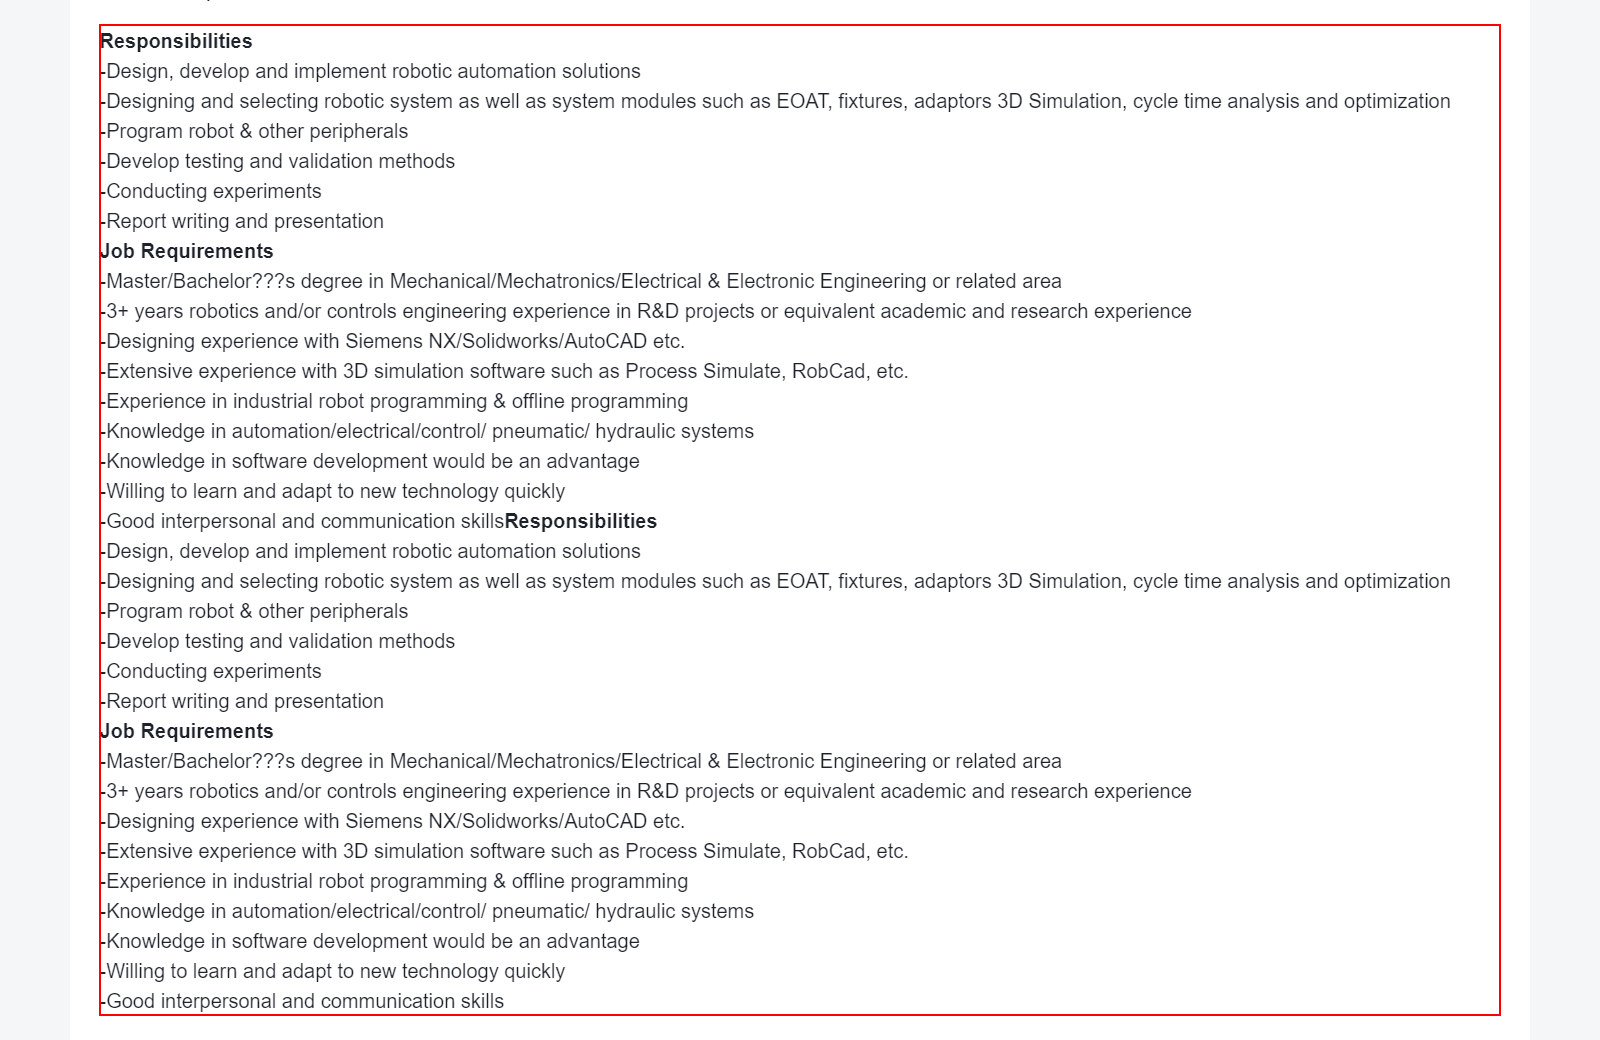 Responsibilities
-Design, develop and implement robotic automation solutions
-Designing and selecting robotic system as well as system modules such as EOAT, fixtures, adaptors 3D Simulation, cycle time analysis and optimization
-Program robot & other peripherals
-Develop testing and validation methods
-Conducting experiments
-Report writing and presentation
Job Requirements
-Master/Bachelor???s degree in Mechanical/Mechatronics/Electrical & Electronic Engineering or related area
-3+ years robotics and/or controls engineering experience in R&D projects or equivalent academic and research experience
-Designing experience with Siemens NX/Solidworks/AutoCAD etc.
-Extensive experience with 3D simulation software such as Process Simulate, RobCad, etc.
-Experience in industrial robot programming & offline programming
-Knowledge in automation/electrical/control/ pneumatic/ hydraulic systems
-Knowledge in software development would be an advantage
-Willing to learn and adapt to new technology quickly
-Good interpersonal and communication skillsResponsibilities
-Design, develop and implement robotic automation solutions
-Designing and selecting robotic system as well as system modules such as EOAT, fixtures, adaptors 3D Simulation, cycle time analysis and optimization
-Program robot & other peripherals
-Develop testing and validation methods
-Conducting experiments
-Report writing and presentation
Job Requirements
-Master/Bachelor???s degree in Mechanical/Mechatronics/Electrical & Electronic Engineering or related area
-3+ years robotics and/or controls engineering experience in R&D projects or equivalent academic and research experience
-Designing experience with Siemens NX/Solidworks/AutoCAD etc.
-Extensive experience with 3D simulation software such as Process Simulate, RobCad, etc.
-Experience in industrial robot programming & offline programming
-Knowledge in automation/electrical/control/ pneumatic/ hydraulic systems
-Knowledge in software development would be an advantage
-Willing to learn and adapt to new technology quickly
-Good interpersonal and communication skills